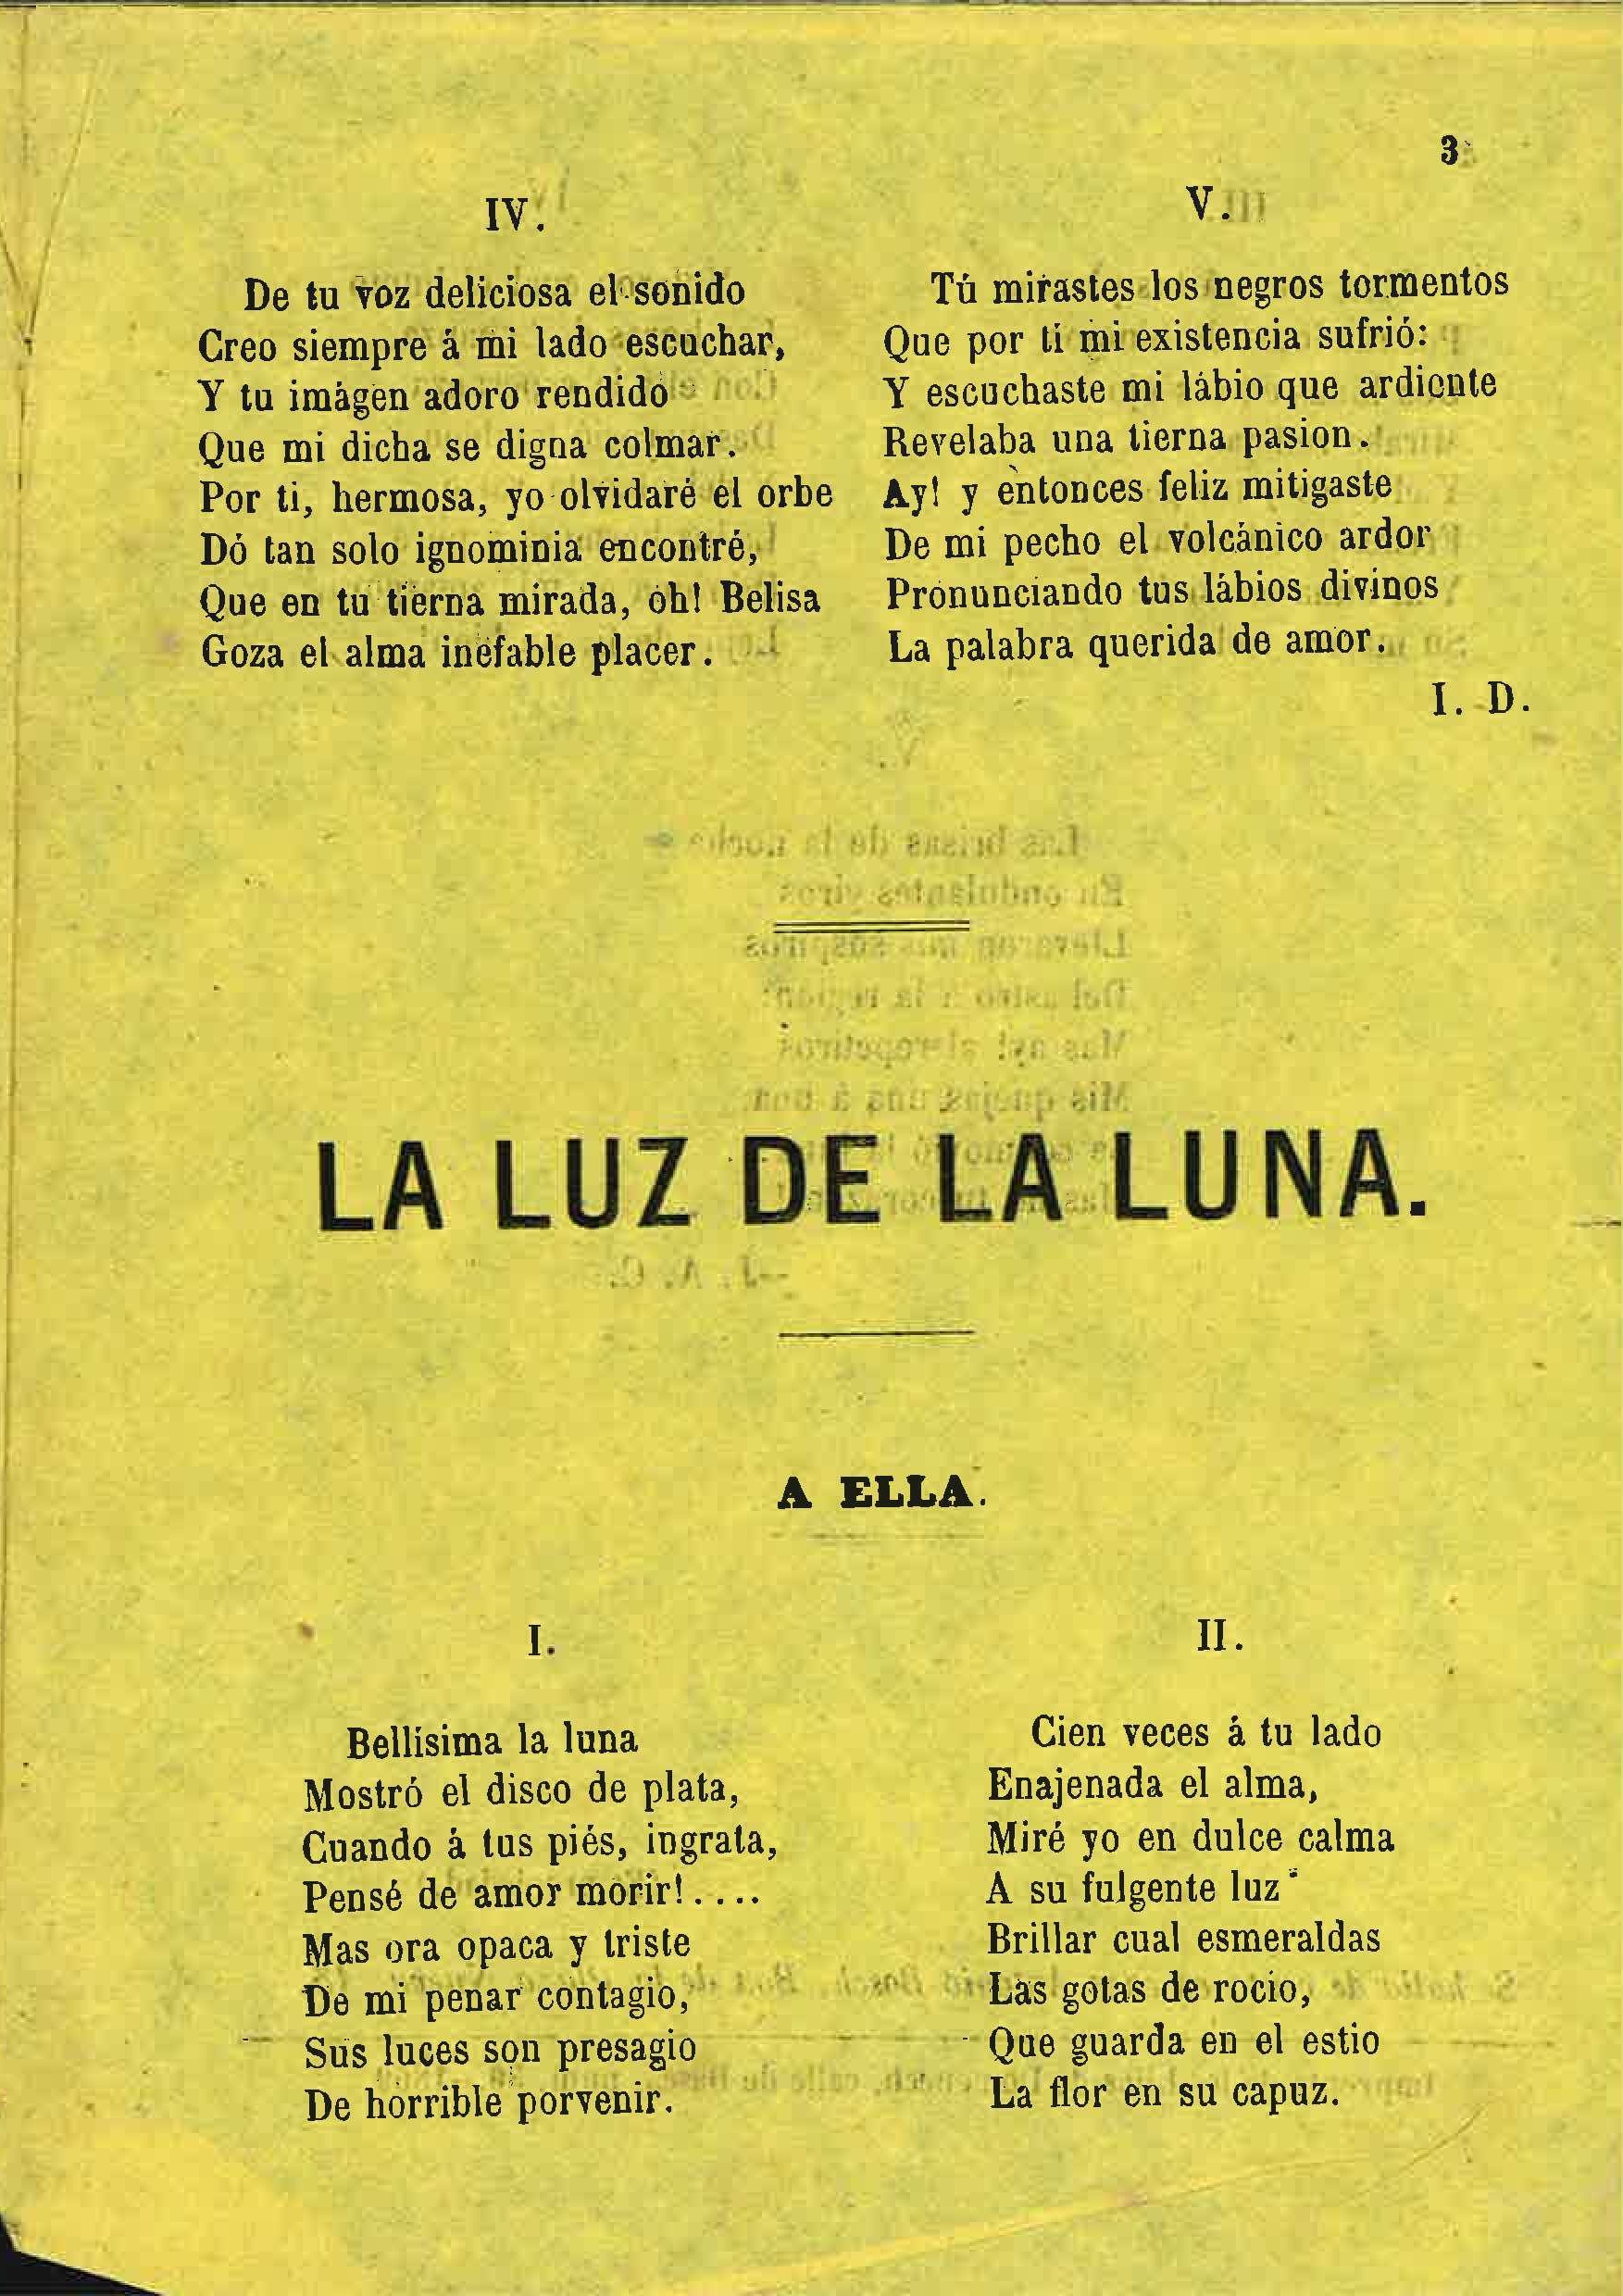 3
IV.
De tu voz deliciosa el sonido
Creo siempre á mi lado escuchar,
Y tu imágen adoro rendido
Que mi dicha se digna colmar.
Por ti, hermosa, yo olvidaré el orbe
Dó tan solo ignominia encontré,
Que en tu tierna mirada, oh! Belisa
Goza el alma inefable placer.
V.
Tú mirastes los negros tormentos
Que por tí mi existencia sufrió:
Y escuchaste mi lábio que ardiente
Revelaba una tierna pasion.
Ay! y entonces feliz mitigaste
De mi pecho el volcánico ardor
Pronunciando tus lábios divinos
La palabra querida de amor.
I. D.
LA LUZ DE LA LUNA.
A ELLA.
I.
Bellísima la luna
Mostró el disco de plata,
Cuando á tus piés, ingrata,
Pensé de amor morir!....
Mas ora opaca y triste
De mi penar contagio,
Sus luces son presagio
De horrible porvenir.
II.
Cien veces á tu lado
Enajenada el alma,
Miré yo en dulce calma
A su fulgente luz
Brillar cual esmeraldas
Las gotas de rocio,
Que guarda en el estio
La flor en su capuz.